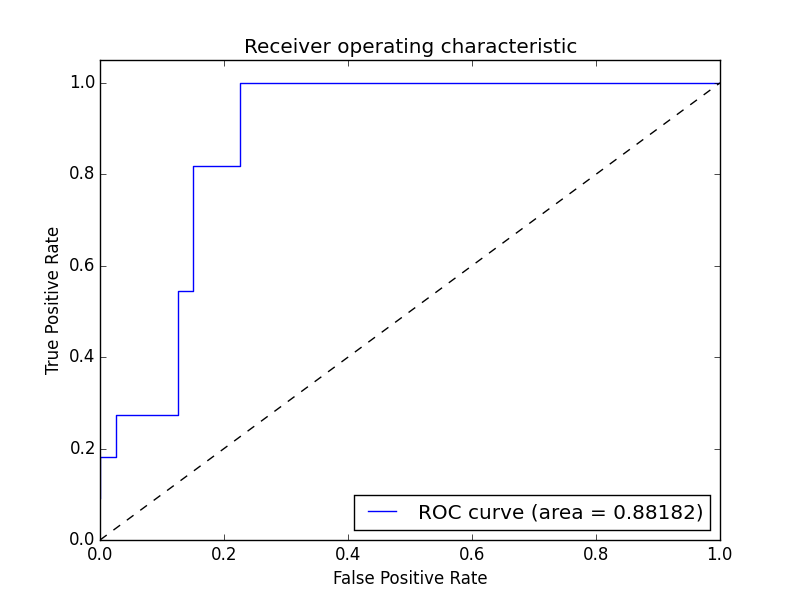 Receiver operating characteristic
1.0
0.8
0.6
0.4
0.2
0.0
True Positive Rate
ROC curve (area = 0.88182)
0.0 0.2 0.4 0.6 0.8 1.0
False Positive Rate